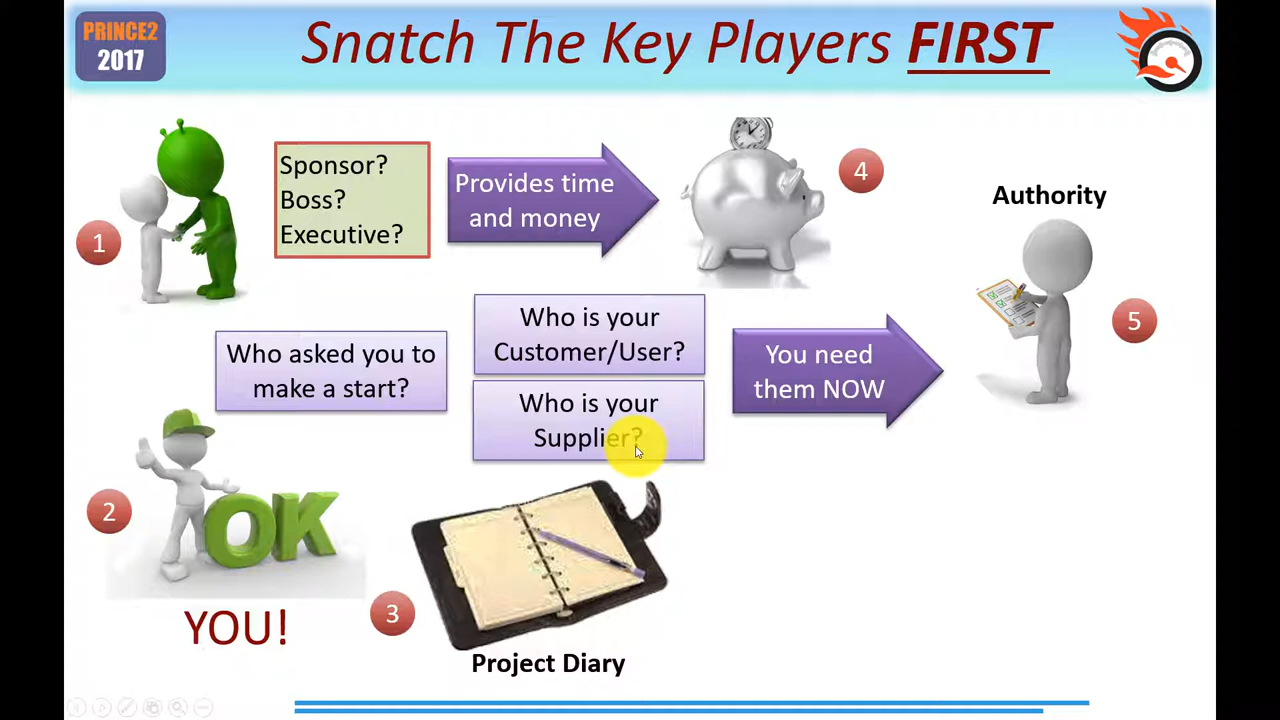 PRINCE2
2017
Snatch The Key Players FIRST
1
Sponsor?
Boss?
Executive?
Provides time
and money
4
Authority
5
Who asked you to
make a start?
Who is your
Customer/User?
Who is your
Supplier?
You need
them NOW
2
OK
YOU!
3
Project Diary